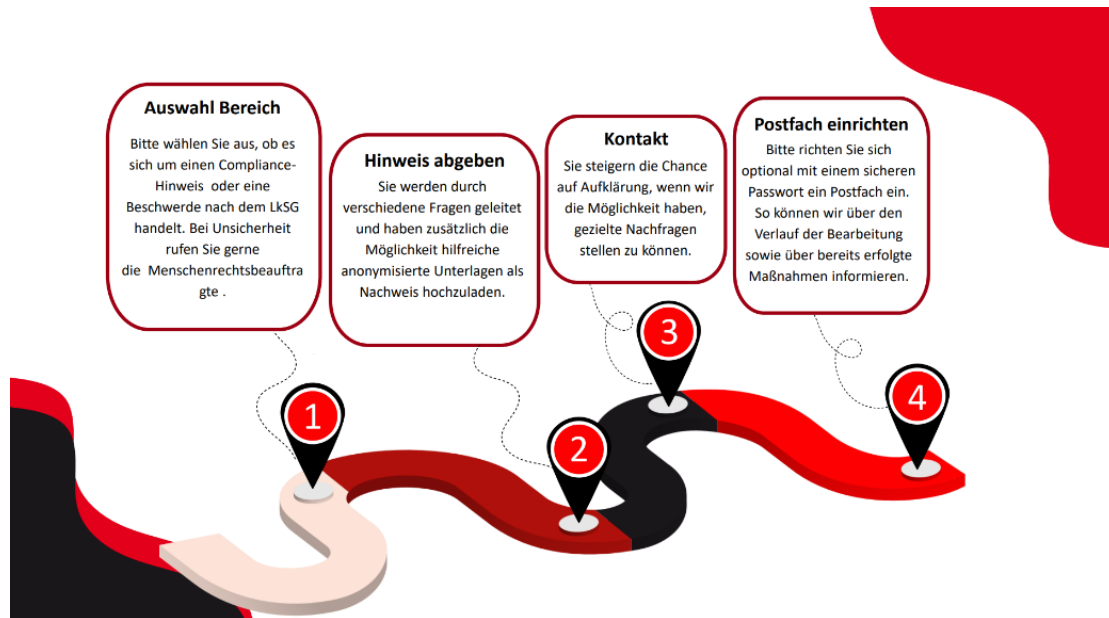 Auswahl Bereich
Bitte wählen Sie aus, ob es
sich um einen Compliance-
Hinweis oder eine
Beschwerde nach dem LkSG
handelt. Bei Unsicherheit
rufen Sie gerne
die Menschenrechtsbeauftra
gte .
Hinweis abgeben
Sie werden durch
verschiedene Fragen geleitet
und haben zusätzlich die
Möglichkeit hilfreiche
anonymisierte Unterlagen als
Nachweis hochzuladen.
Kontakt
Sie steigern die Chance
auf Aufklärung, wenn wir
die Möglichkeit haben,
gezielte Nachfragen
stellen zu können.
Postfach einrichten
Bitte richten Sie sich
optional mit einem sicheren
Passwort ein Postfach ein.
So können wir über den
Verlauf der Bearbeitung
sowie über bereits erfolgte
Maßnahmen informieren.
1
2
3
4